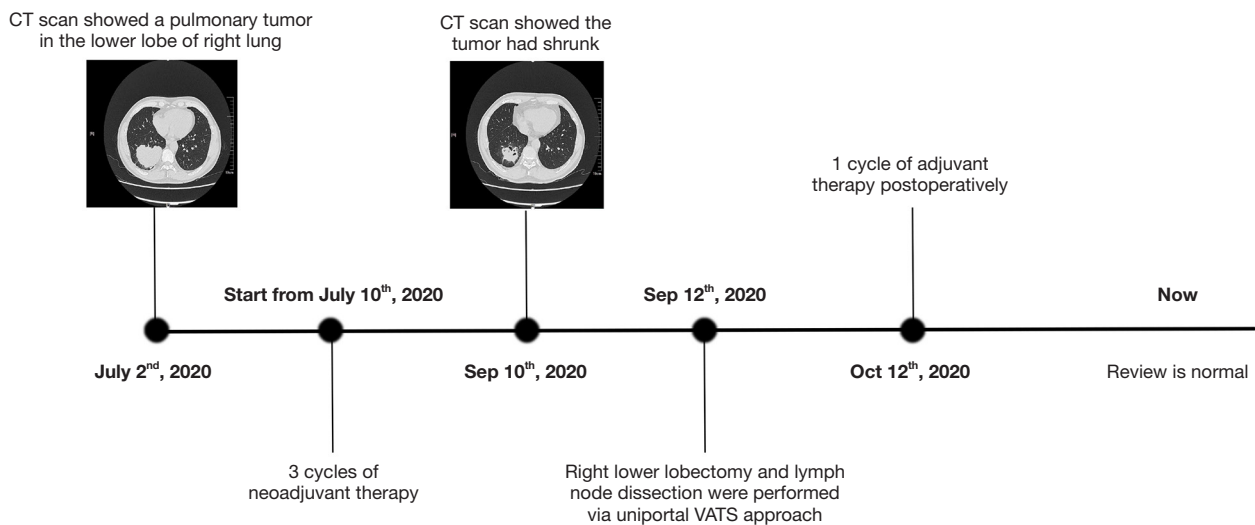 CT scan showed a pulmonary tumor
in the lower lobe of right lung
CT scan showed the
tumor had shrunk
1 cycle of adjuvant
therapy postoperatively
Start from July 10th, 2020
Sep 12th, 2020
Now
July 2nd, 2020
Sep 10th, 2020
Oct 12th, 2020
Review is normal
3 cycles of
neoadjuvant therapy
Right lower lobectomy and lymph
node dissection were performed
via uniportal VATS approach